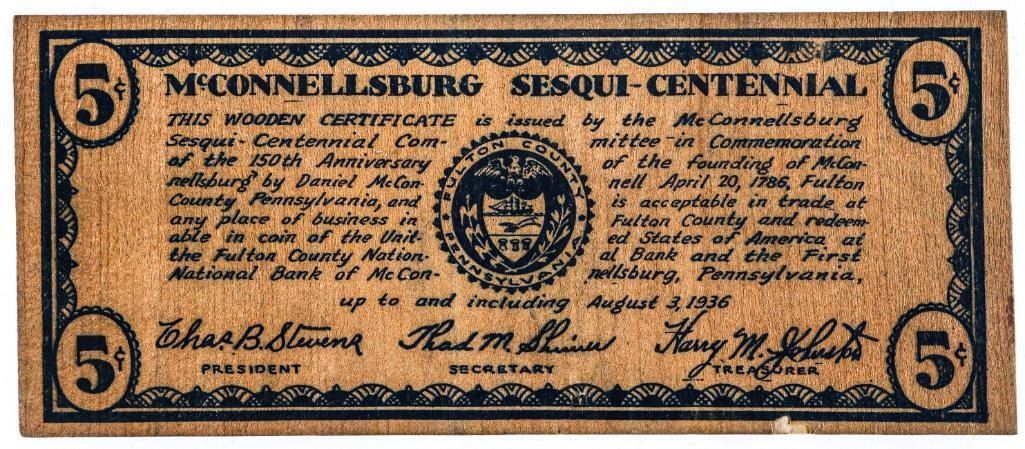 5¢ 5¢
McCONNELLSBURG SESQUI-CENTENNIAL
THIS WOODEN CERTIFICATE is issued by the McConnellsburg
Sesqui-Centennial Com- mittee in Commemoration
of the 150th Anniversary of the founding of McCon-
nellsburg by Daniel McCon- nell April 20, 1786, Fulton
County Pennsylvania, and is acceptable in trade at
any place of business in Fulton County and redeem-
able in coin of the Unit- ed States of America at
the Fulton County Nation- al Bank and the First
National Bank of McCon- nellsburg, Pennsylvania,
up to and including August 3, 1936
FULTON COUNTY
PENNSYLVANIA
Chas. B. Stevens Thad M. Shimer Harry M. Johnston
PRESIDENT SECRETARY TREASURER
5¢ 5¢